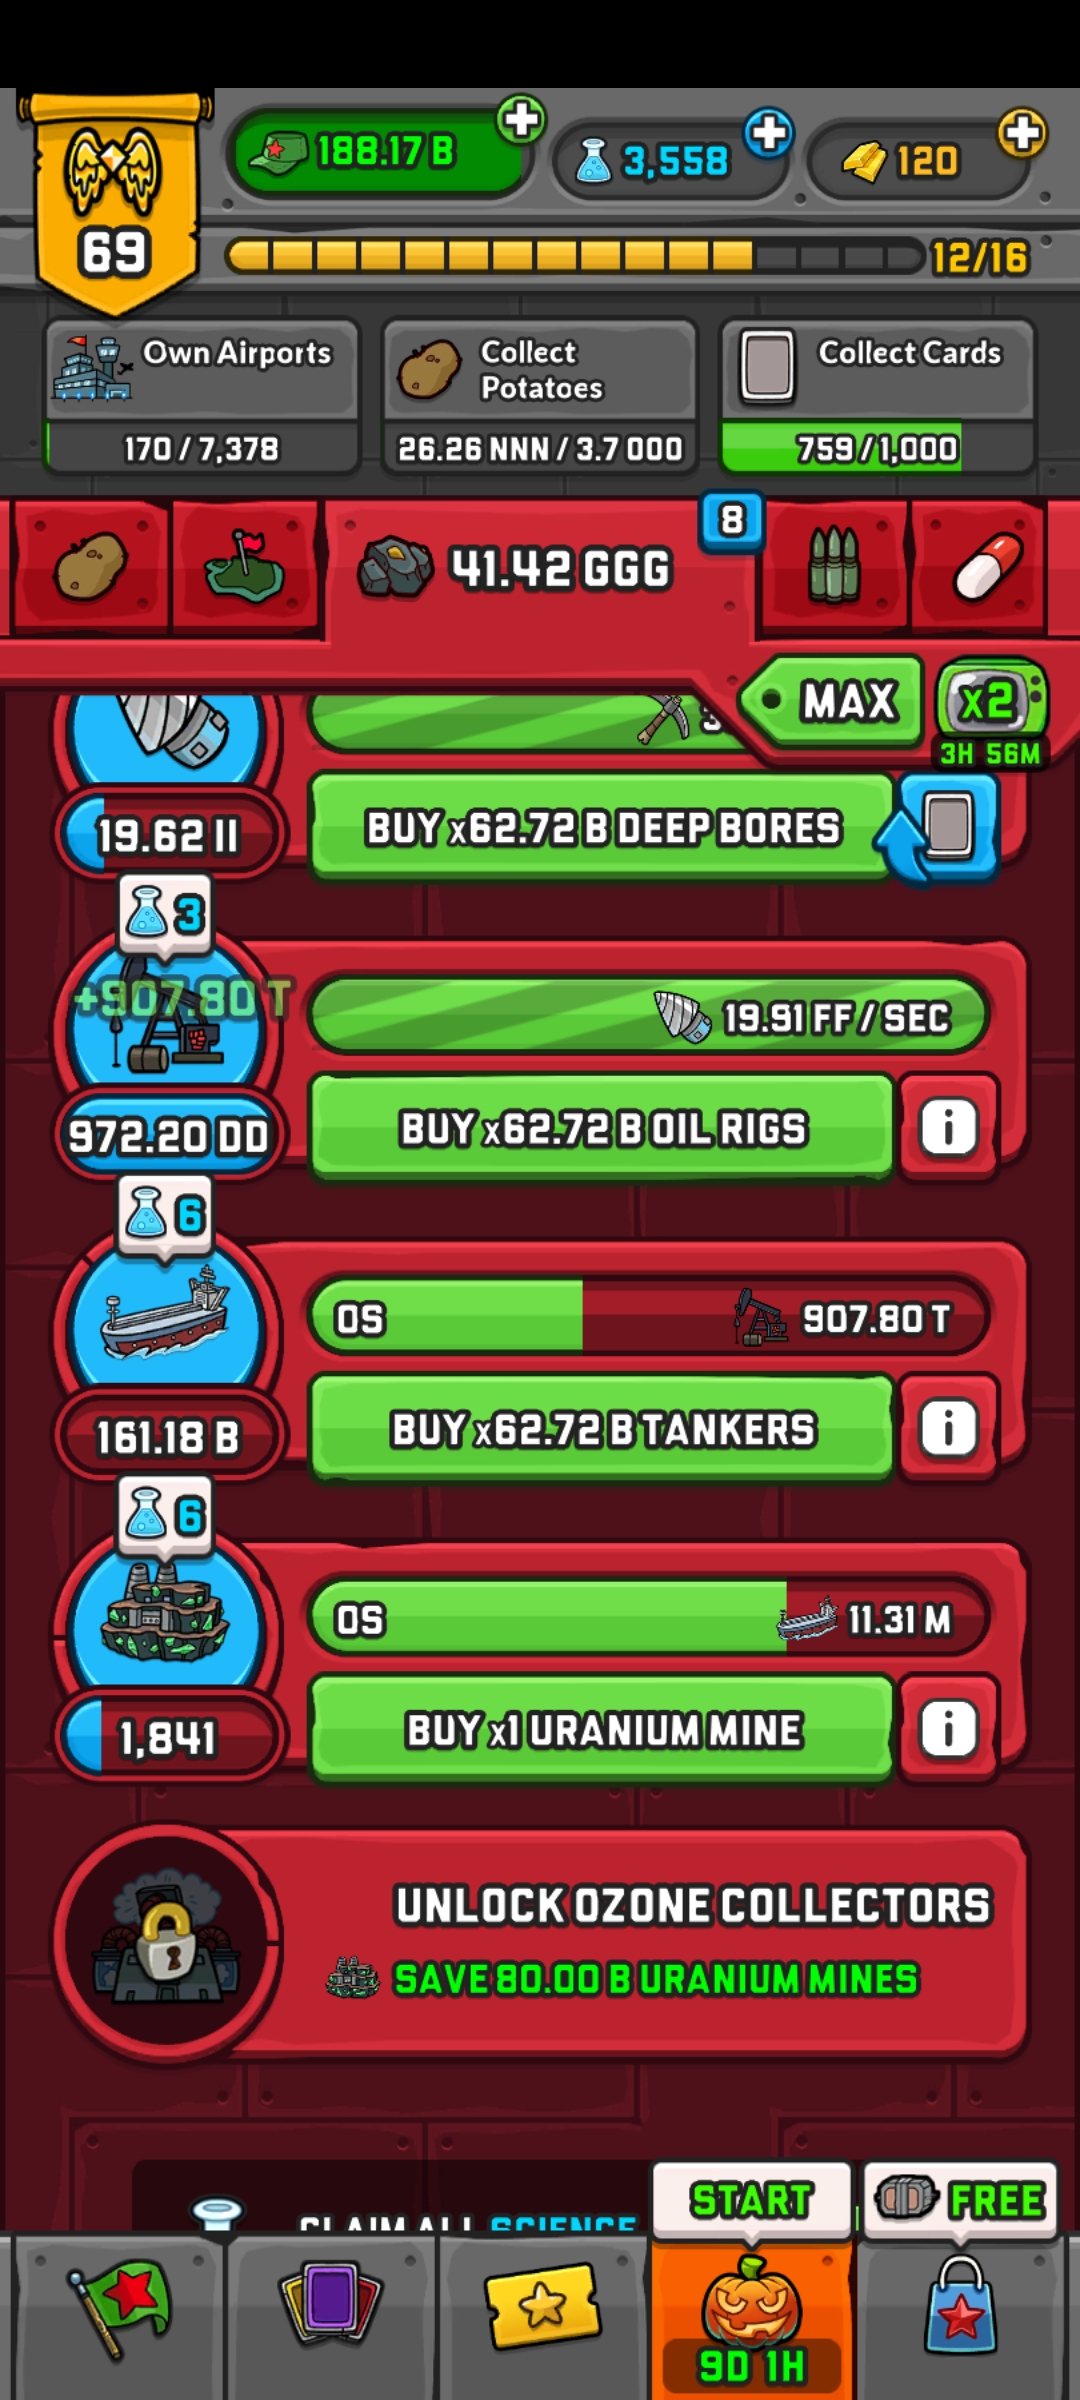 188.17 B
3,558
120
69
12/16
Own Airports
170 / 7,378
Collect
Potatoes
26.26 NNN / 3.7 OOO
Collect Cards
759 / 1,000
41.42 GGG
8
MAX
x2
3H 56M
19.62 II
BUY x62.72 B DEEP BORES
3
+907.80 T
19.91 FF / SEC
972.20 DD
BUY x62.72 B OIL RIGS
i
6
0S
907.80 T
161.18 B
BUY x62.72 B TANKERS
i
6
0S
11.31 M
1,841
BUY x1 URANIUM MINE
i
UNLOCK OZONE COLLECTORS
SAVE 80.00 B URANIUM MINES
CLAIM ALL SCIENCE
START
FREE
9D 1H